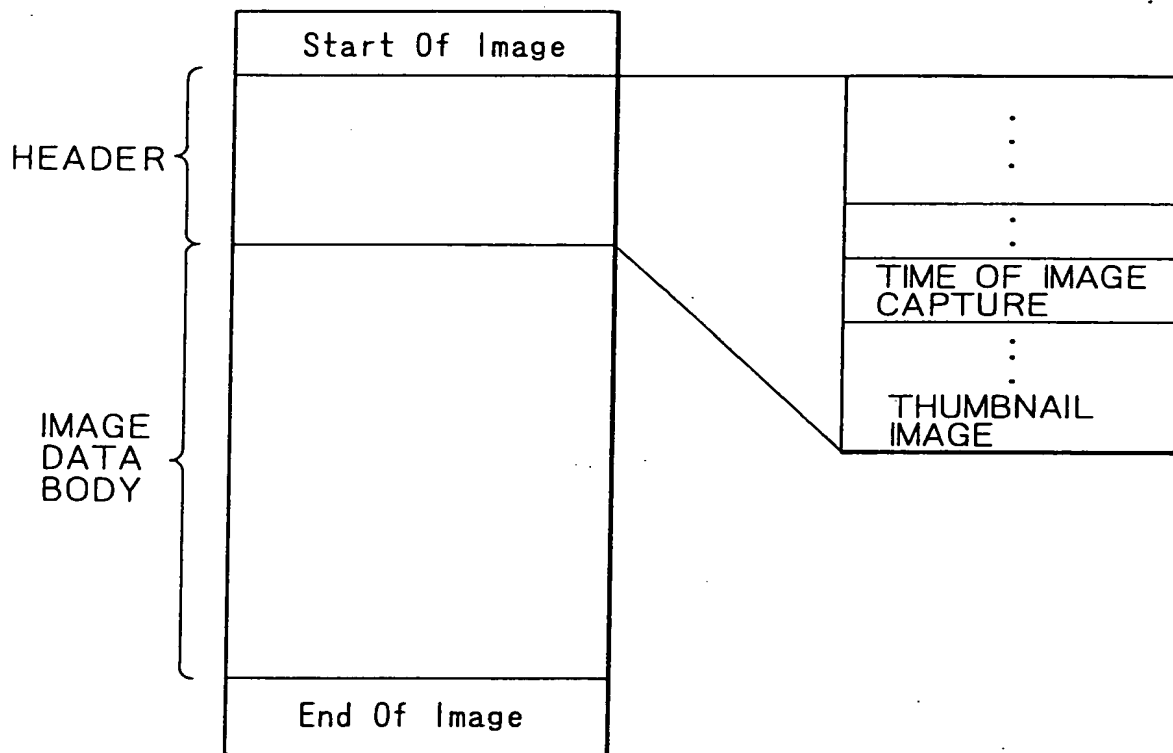 Start Of Image
HEADER
TIME OF IMAGE
CAPTURE
THUMBNAIL
IMAGE
IMAGE
DATA
BODY
End Of Image